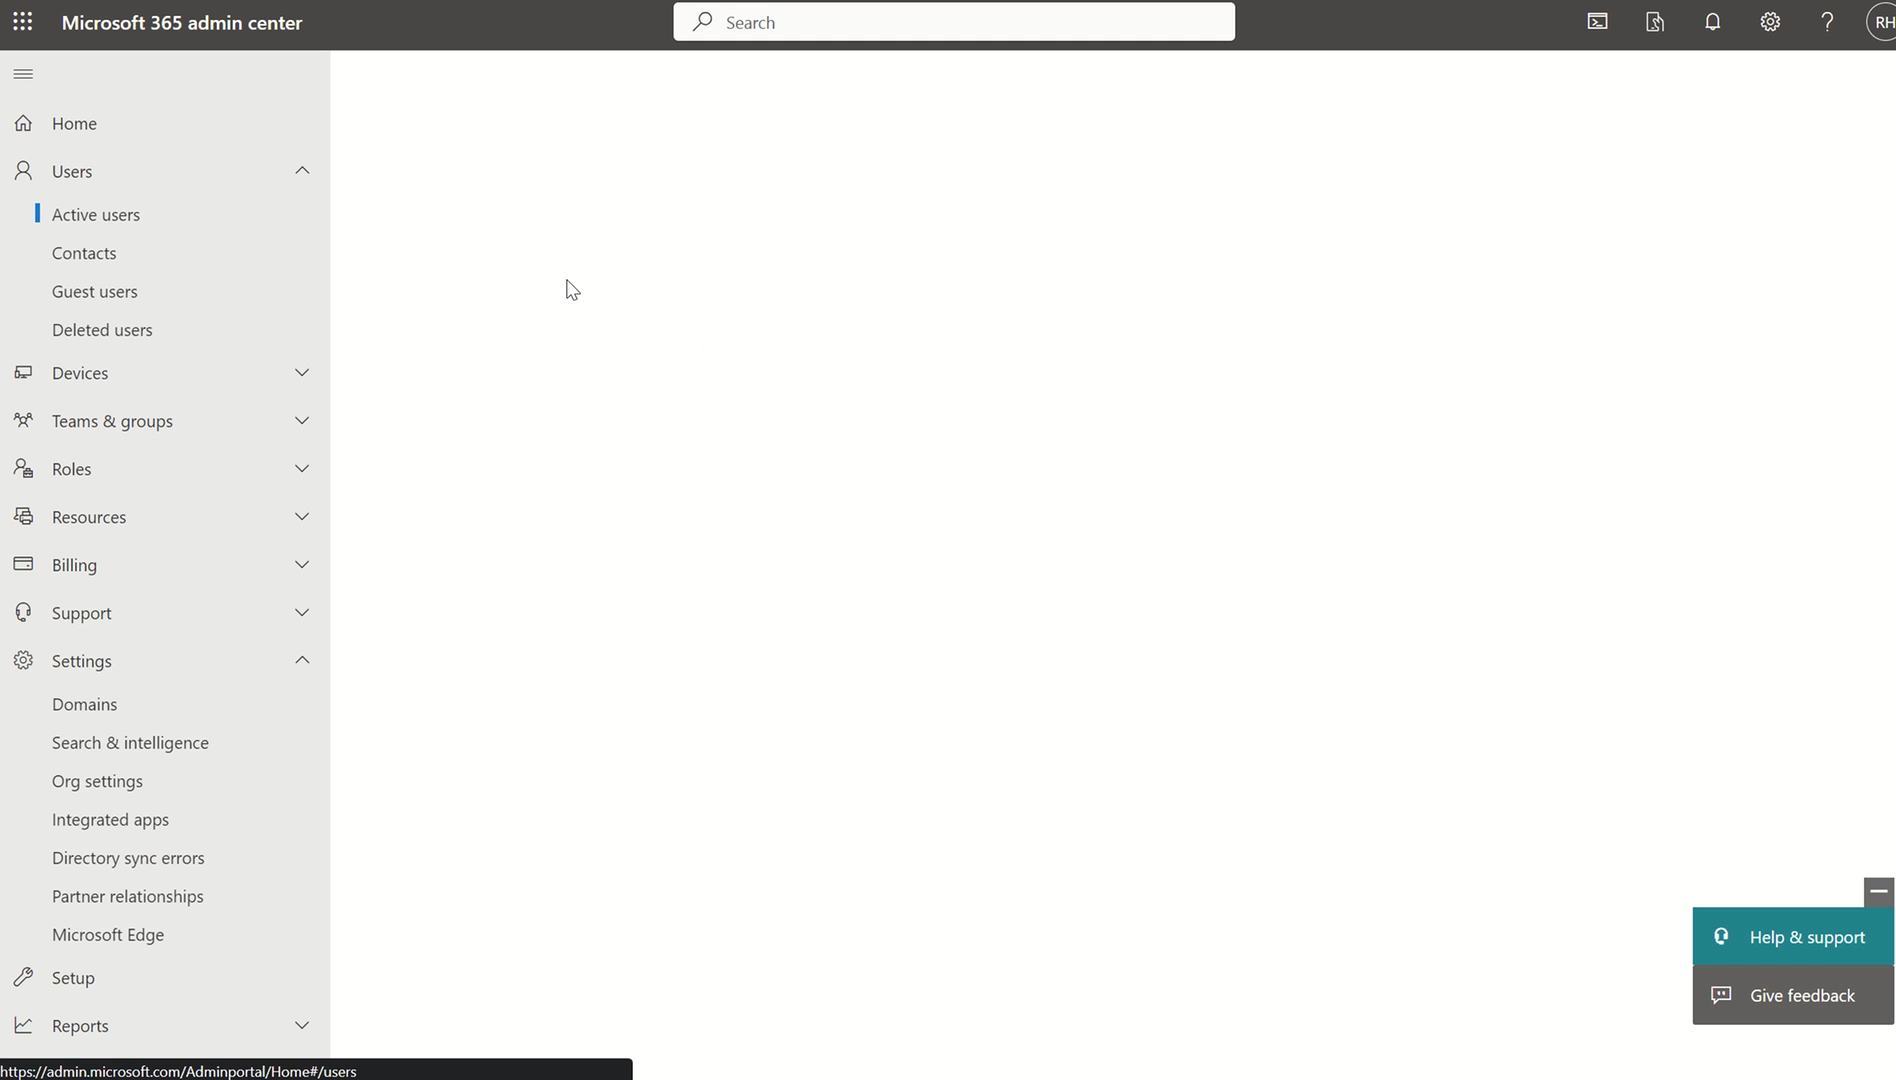 Microsoft 365 admin center
Search
RH
Home
Users
Active users
Contacts
Guest users
Deleted users
Devices
Teams & groups
Roles
Resources
Billing
Support
Settings
Domains
Search & intelligence
Org settings
Integrated apps
Directory sync errors
Partner relationships
Microsoft Edge
Setup
Reports
Help & support
Give feedback
https://admin.microsoft.com/Adminportal/Home#/users